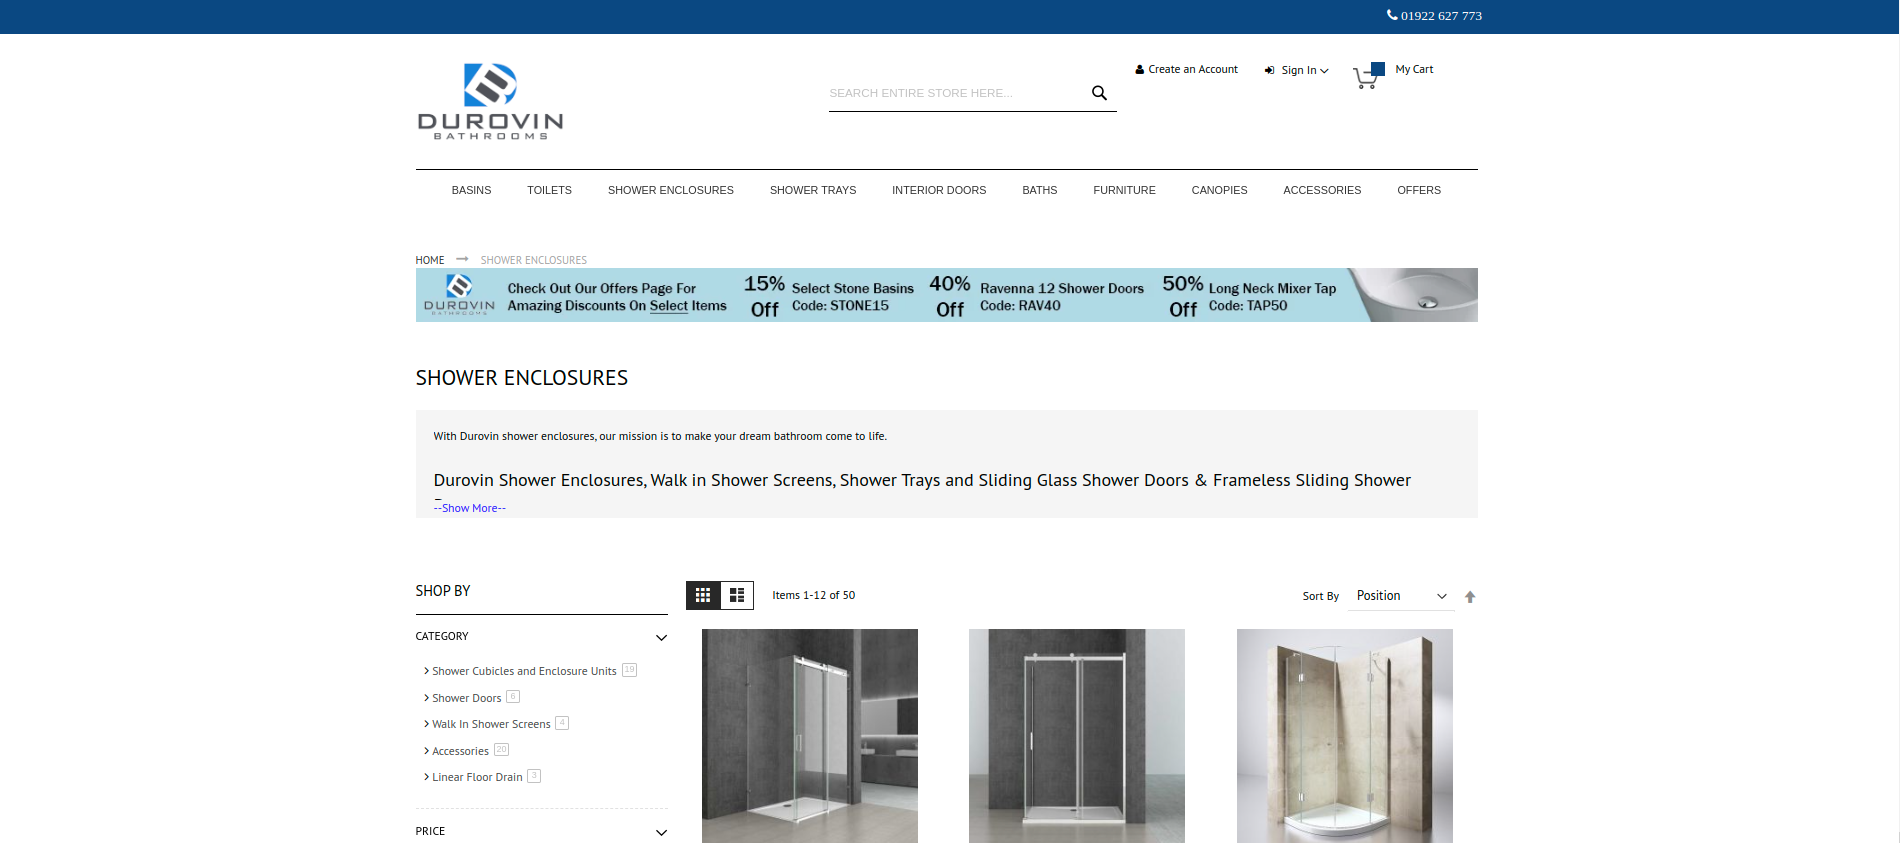 01922 627 773
Create an Account
Sign In
My Cart
SEARCH ENTIRE STORE HERE...
DUROVIN
BATHROOMS
BASINS TOILETS SHOWER ENCLOSURES SHOWER TRAYS INTERIOR DOORS BATHS FURNITURE CANOPIES ACCESSORIES OFFERS
HOME SHOWER ENCLOSURES
DUROVIN
BATHROOMS
Check Out Our Offers Page For
Amazing Discounts On Select Items
15%
Off
Select Stone Basins
Code: STONE15
40%
Off
Ravenna 12 Shower Doors
Code: RAV40
50%
Off
Long Neck Mixer Tap
Code: TAP50
SHOWER ENCLOSURES
With Durovin shower enclosures, our mission is to make your dream bathroom come to life.
Durovin Shower Enclosures, Walk in Shower Screens, Shower Trays and Sliding Glass Shower Doors & Frameless Sliding Shower
--Show More--
SHOP BY
Items 1-12 of 50
Sort By Position
CATEGORY
Shower Cubicles and Enclosure Units 19
Shower Doors 6
Walk In Shower Screens 4
Accessories 20
Linear Floor Drain 3
PRICE